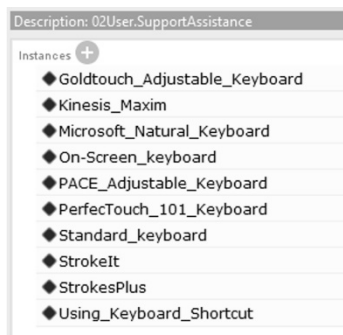 Description: 02User.SupportAssistance
Instances
Goldtouch_Adjustable_Keyboard
Kinesis_Maxim
Microsoft_Natural_Keyboard
On-Screen_keyboard
PACE_Adjustable_Keyboard
PerfecTouch_101_Keyboard
Standard_keyboard
StrokeIt
StrokesPlus
Using_Keyboard_Shortcut